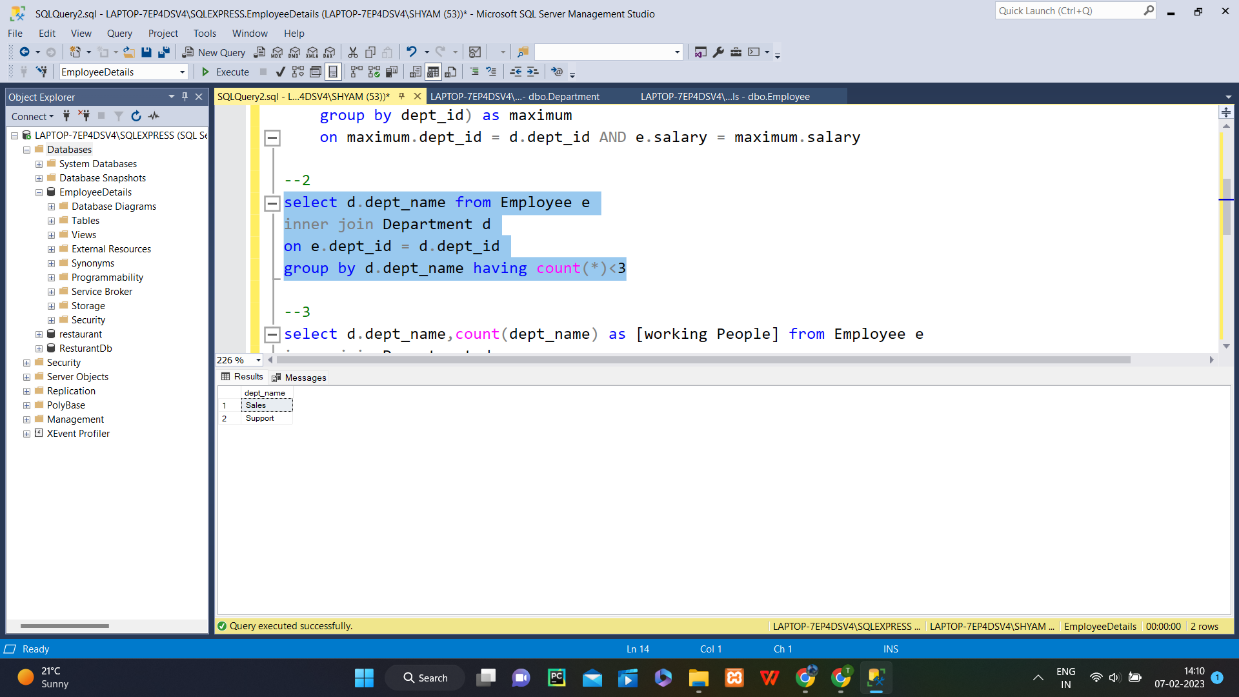 SQLQuery2.sql - LAPTOP-7EP4DSV4\SQLEXPRESS.EmployeeDetails (LAPTOP-7EP4DSV4\SHYAM (53))* - Microsoft SQL Server Management Studio
Quick Launch (Ctrl+Q)
File Edit View Query Project Tools Window Help
New Query
MDX DMX XMLA DAX
EmployeeDetails
Execute
Object Explorer
SQLQuery2.sql - L...4DSV4\SHYAM (53))*
LAPTOP-7EP4DSV4\...- dbo.Department
LAPTOP-7EP4DSV4\...ls - dbo.Employee
Connect
LAPTOP-7EP4DSV4\SQLEXPRESS (SQL Se
Databases
System Databases
Database Snapshots
EmployeeDetails
Database Diagrams
Tables
Views
External Resources
Synonyms
Programmability
Service Broker
Storage
Security
restaurant
ResturantDb
Security
Server Objects
Replication
PolyBase
Management
XEvent Profiler
group by dept_id) as maximum
on maximum.dept_id = d.dept_id AND e.salary = maximum.salary
--2
select d.dept_name from Employee e
inner join Department d
on e.dept_id = d.dept_id
group by d.dept_name having count(*)<3
--3
select d.dept_name,count(dept_name) as [working People] from Employee e
226 %
Results Messages
dept_name
1 Sales
2 Support
Query executed successfully.
LAPTOP-7EP4DSV4\SQLEXPRESS ... LAPTOP-7EP4DSV4\SHYAM ... EmployeeDetails 00:00:00 2 rows
Ready
Ln 14 Col 1 Ch 1 INS
21°C
Sunny
Search
PC
ENG
IN
14:10
07-02-2023
1